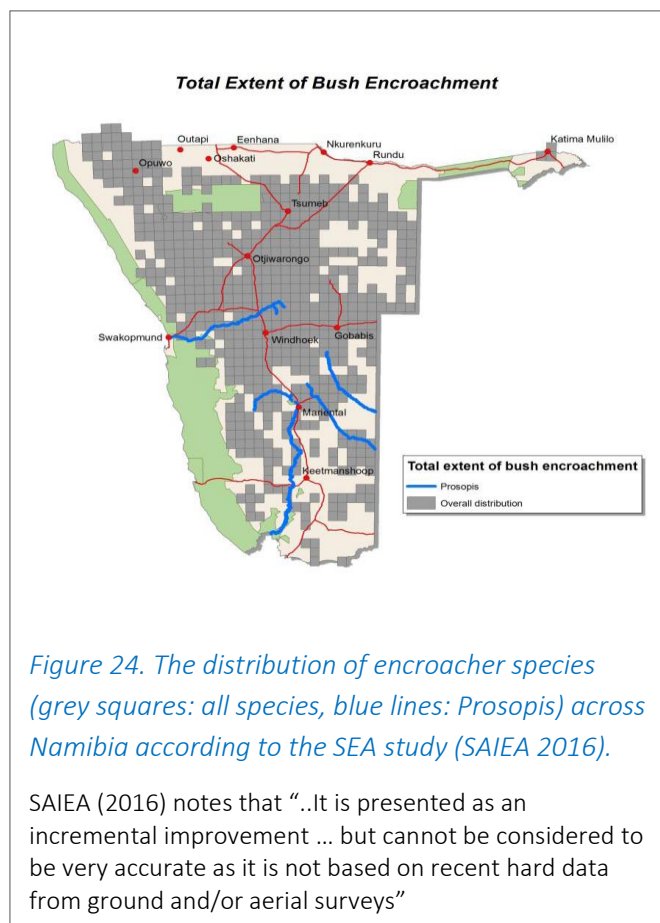 Total Extent of Bush Encroachment
Outapi
Eenhana
Nkurenkuru
Katima Mulilo
Oshakati
Rundu
Opuwo
Tsumeb
Otjiwarongo
Swakopmund
Windhoek
Gobabis
Mariental
Keetmanshoop
Total extent of bush encroachment
Prosopis
Overall distribution
Figure 24. The distribution of encroacher species
(grey squares: all species, blue lines: Prosopis) across
Namibia according to the SEA study (SAIEA 2016).
SAIEA (2016) notes that “..It is presented as an
incremental improvement … but cannot be considered to
be very accurate as it is not based on recent hard data
from ground and/or aerial surveys”